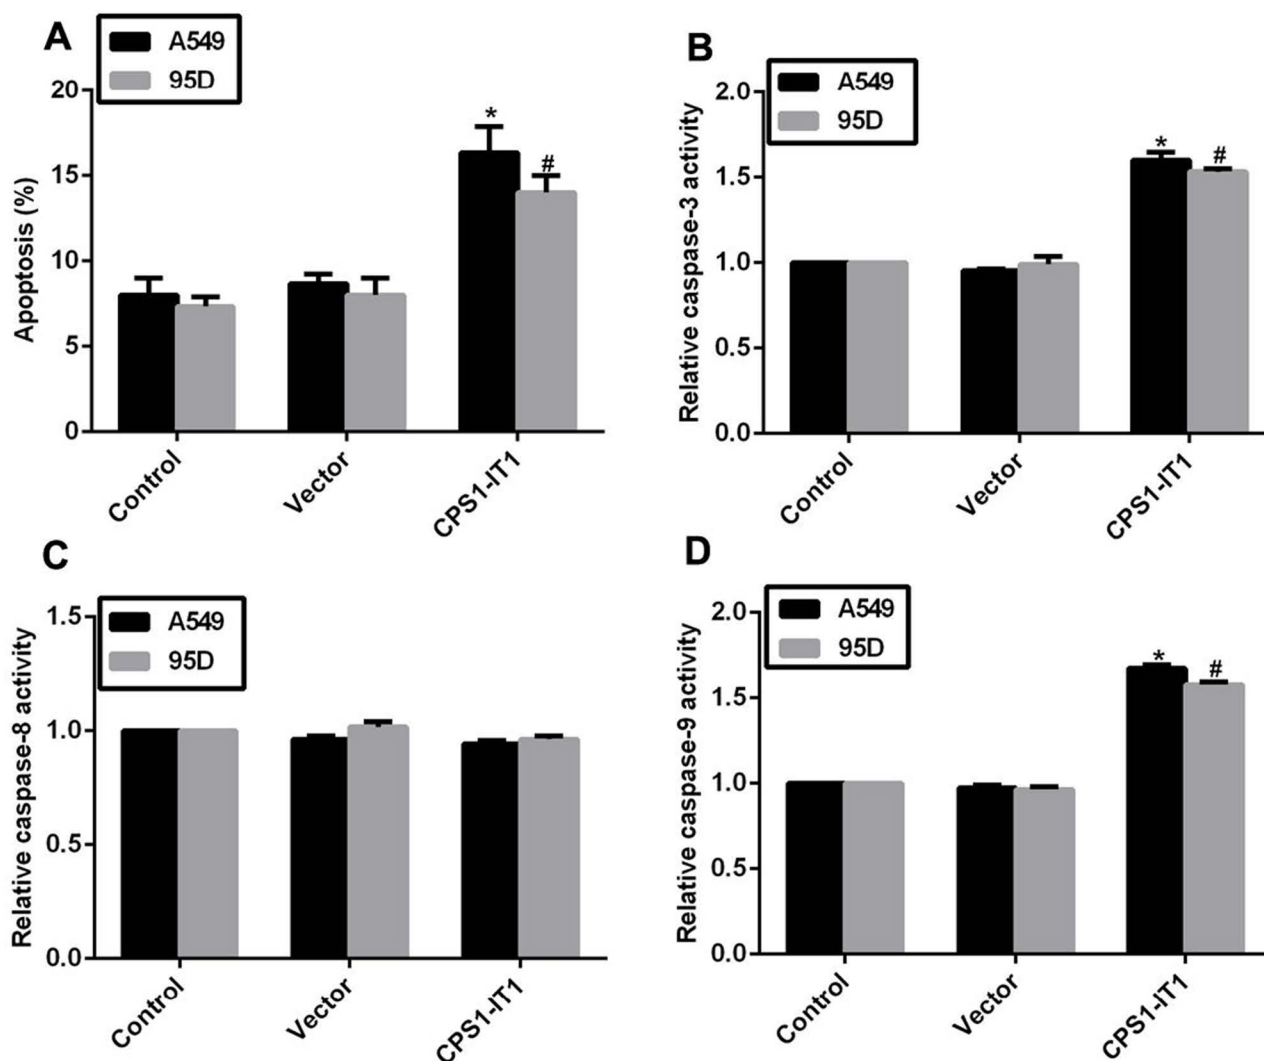 A
A549
95D
20
15
10
5
0
Apoptosis (%)
*
#
Control
Vector
CPS1-IT1
B
A549
95D
2.0
1.5
1.0
0.5
0.0
Relative caspase-3 activity
*
#
Control
Vector
CPS1-IT1
C
A549
95D
1.5
1.0
0.5
0.0
Relative caspase-8 activity
Control
Vector
CPS1-IT1
D
A549
95D
2.0
1.5
1.0
0.5
0.0
Relative caspase-9 activity
*
#
Control
Vector
CPS1-IT1